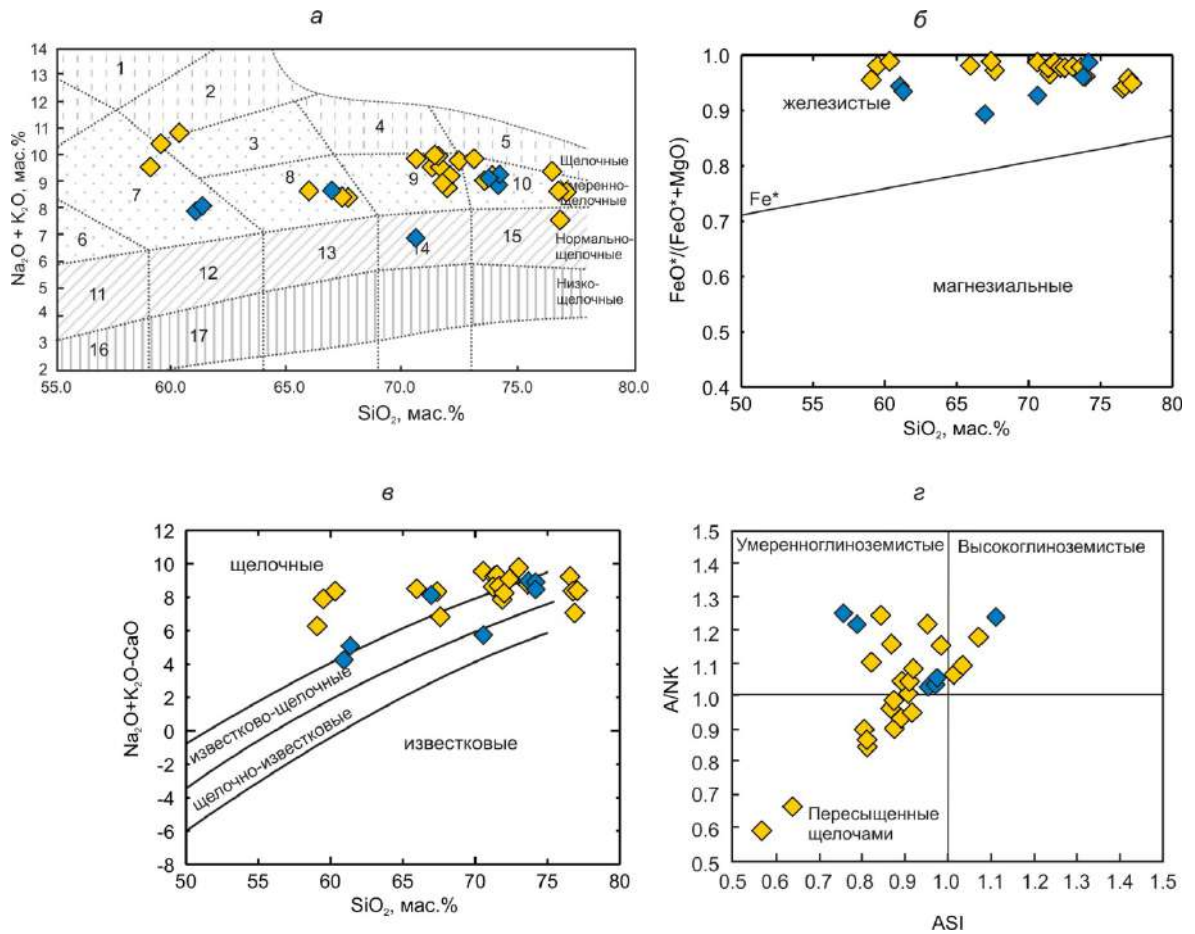 а
14
13
12
11
10
9
8
7
6
5
4
3
2
Na₂O + K₂O, мас.%
1
2
3
4
5
6
7
8
9
10
11
12
13
14
15
16
17
Щелочные
Умеренно-
щелочные
Нормально-
щелочные
Низко-
щелочные
55.0 60.0 65.0 70.0 75.0 80.0
SiO₂, мас.%
б
1.0
0.9
0.8
0.7
0.6
0.5
0.4
FeO*/(FeO*+MgO)
железистые
Fe*
магнезиальные
50 55 60 65 70 75 80
SiO₂, мас.%
в
12
10
8
6
4
2
0
-2
-4
-6
-8
Na₂O+K₂O-CaO
щелочные
известково-щелочные
щелочно-известковые
известковые
50 55 60 65 70 75 80
SiO₂, мас.%
г
1.5
1.4
1.3
1.2
1.1
1.0
0.9
0.8
0.7
0.6
0.5
A/NK
Умеренноглиноземистые
Высокоглиноземистые
Пересыщенные
щелочами
0.5 0.6 0.7 0.8 0.9 1.0 1.1 1.2 1.3 1.4 1.5
ASI